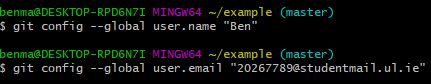 benma@DESKTOP-RPD6N7I MINGW64 ~/example (master)
$ git config --global user.name "Ben"
benma@DESKTOP-RPD6N7I MINGW64 ~/example (master)
$ git config --global user.email "20267789@studentmail.ul.ie"